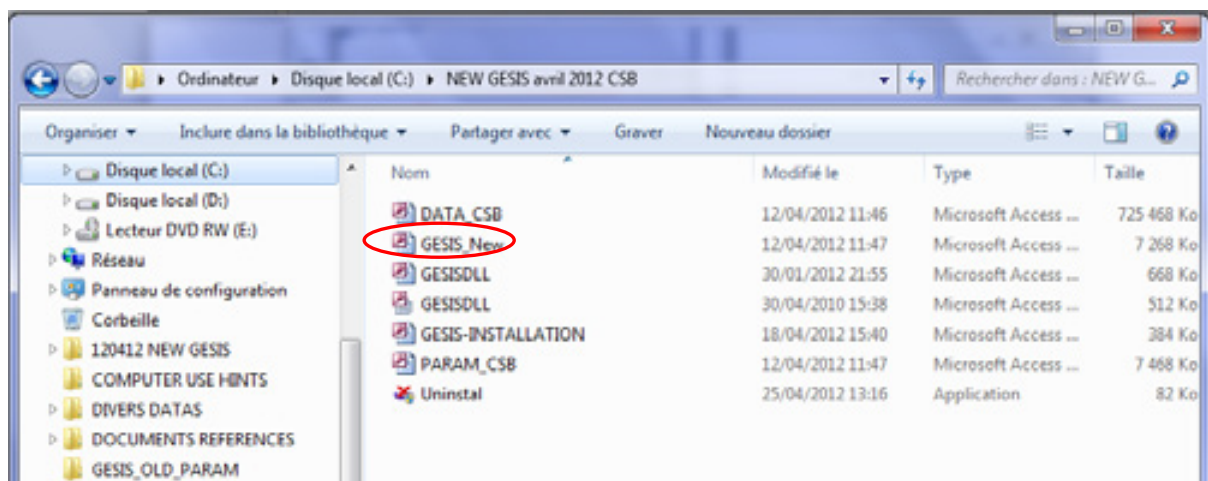 Ordinateur Disque local (C:) NEW GESIS avril 2012 CSB Rechercher dans : NEW G...
Organiser Inclure dans la bibliothèque Partager avec Graver Nouveau dossier
Disque local (C:)
Disque local (D:)
Lecteur DVD RW (E:)
Réseau
Panneau de configuration
Corbeille
120412 NEW GESIS
COMPUTER USE HINTS
DIVERS DATAS
DOCUMENTS REFERENCES
GESIS_OLD_PARAM
Nom Modifié le Type Taille
DATA_CSB 12/04/2012 11:46 Microsoft Access ... 725 468 Ko
GESIS_New 12/04/2012 11:47 Microsoft Access ... 7 268 Ko
GESISDLL 30/01/2012 21:55 Microsoft Access ... 668 Ko
GESISDLL 30/04/2010 15:38 Microsoft Access ... 512 Ko
GESIS-INSTALLATION 18/04/2012 15:40 Microsoft Access ... 384 Ko
PARAM_CSB 12/04/2012 11:47 Microsoft Access ... 7 468 Ko
Uninstal 25/04/2012 13:16 Application 82 Ko